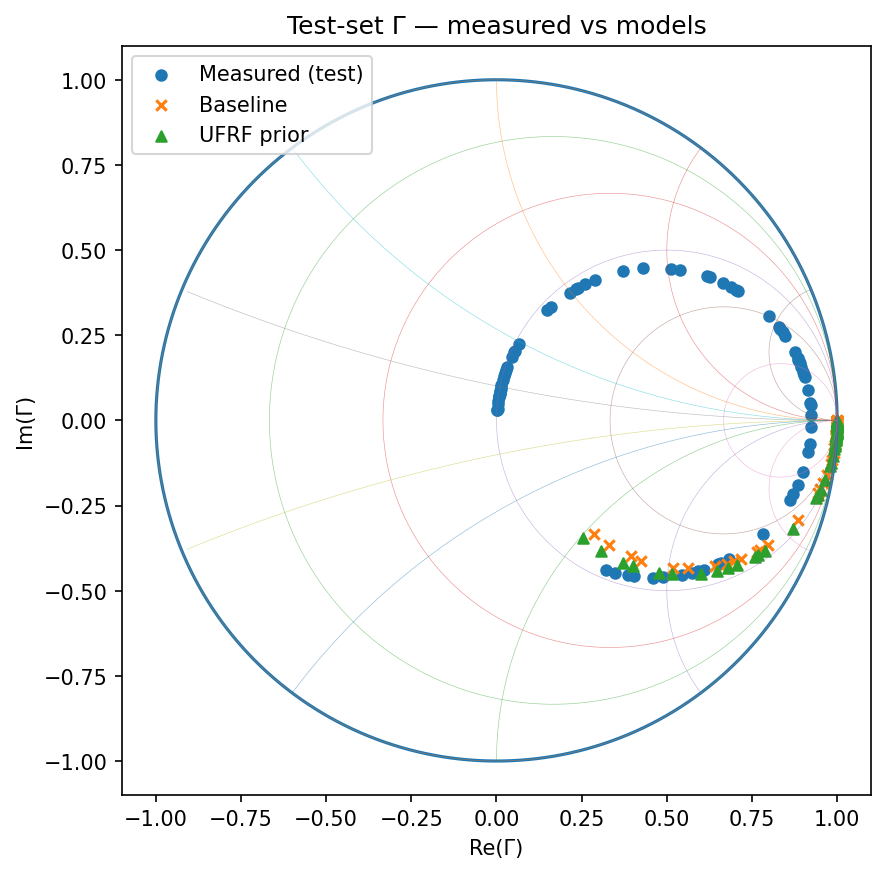 Test-set Γ — measured vs models
Measured (test)
Baseline
UFRF prior
1.00
0.75
0.50
0.25
0.00
−0.25
−0.50
−0.75
−1.00
Im(Γ)
−1.00 −0.75 −0.50 −0.25 0.00 0.25 0.50 0.75 1.00
Re(Γ)